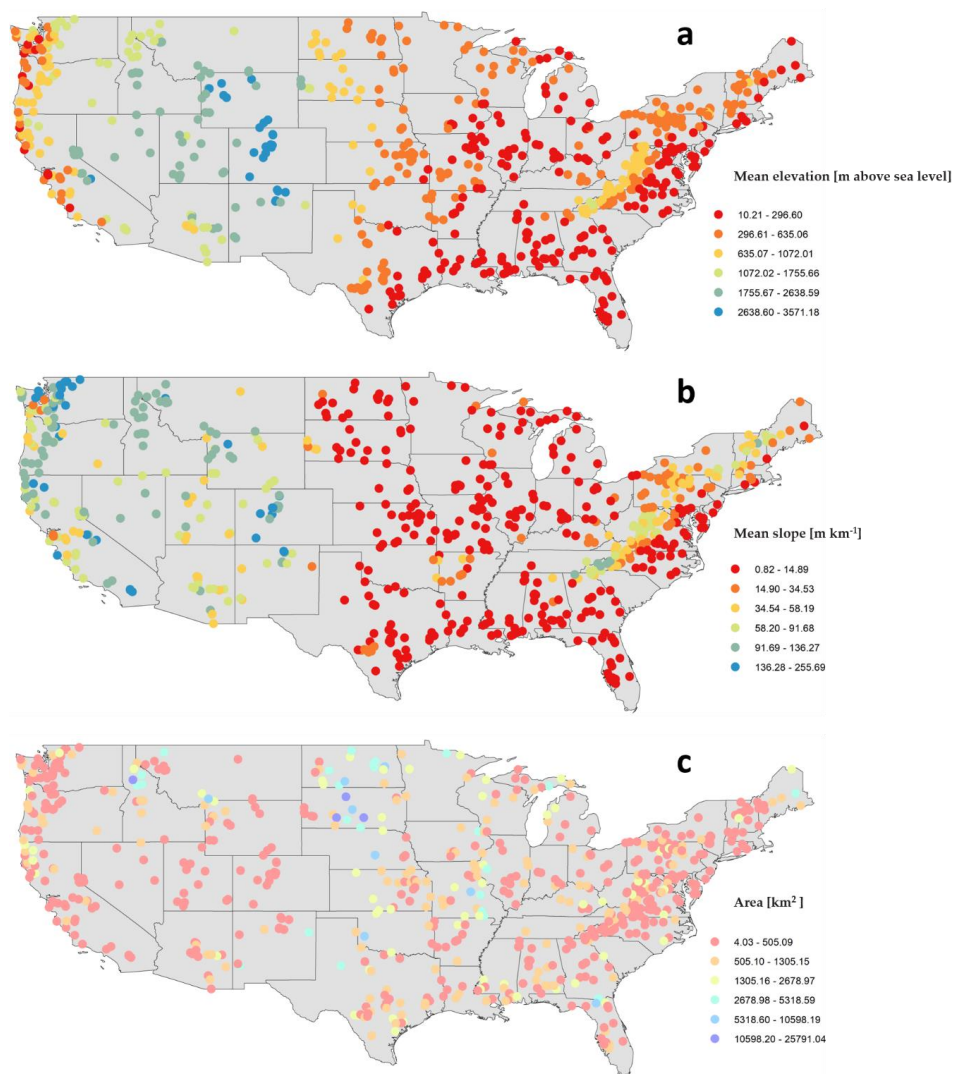 a
Mean elevation [m above sea level]
10.21 - 296.60
296.61 - 635.06
635.07 - 1072.01
1072.02 - 1755.66
1755.67 - 2638.59
2638.60 - 3571.18
b
Mean slope [m km⁻¹]
0.82 - 14.89
14.90 - 34.53
34.54 - 58.19
58.20 - 91.68
91.69 - 136.27
136.28 - 255.69
c
Area [km² ]
4.03 - 505.09
505.10 - 1305.15
1305.16 - 2678.97
2678.98 - 5318.59
5318.60 - 10598.19
10598.20 - 25791.04